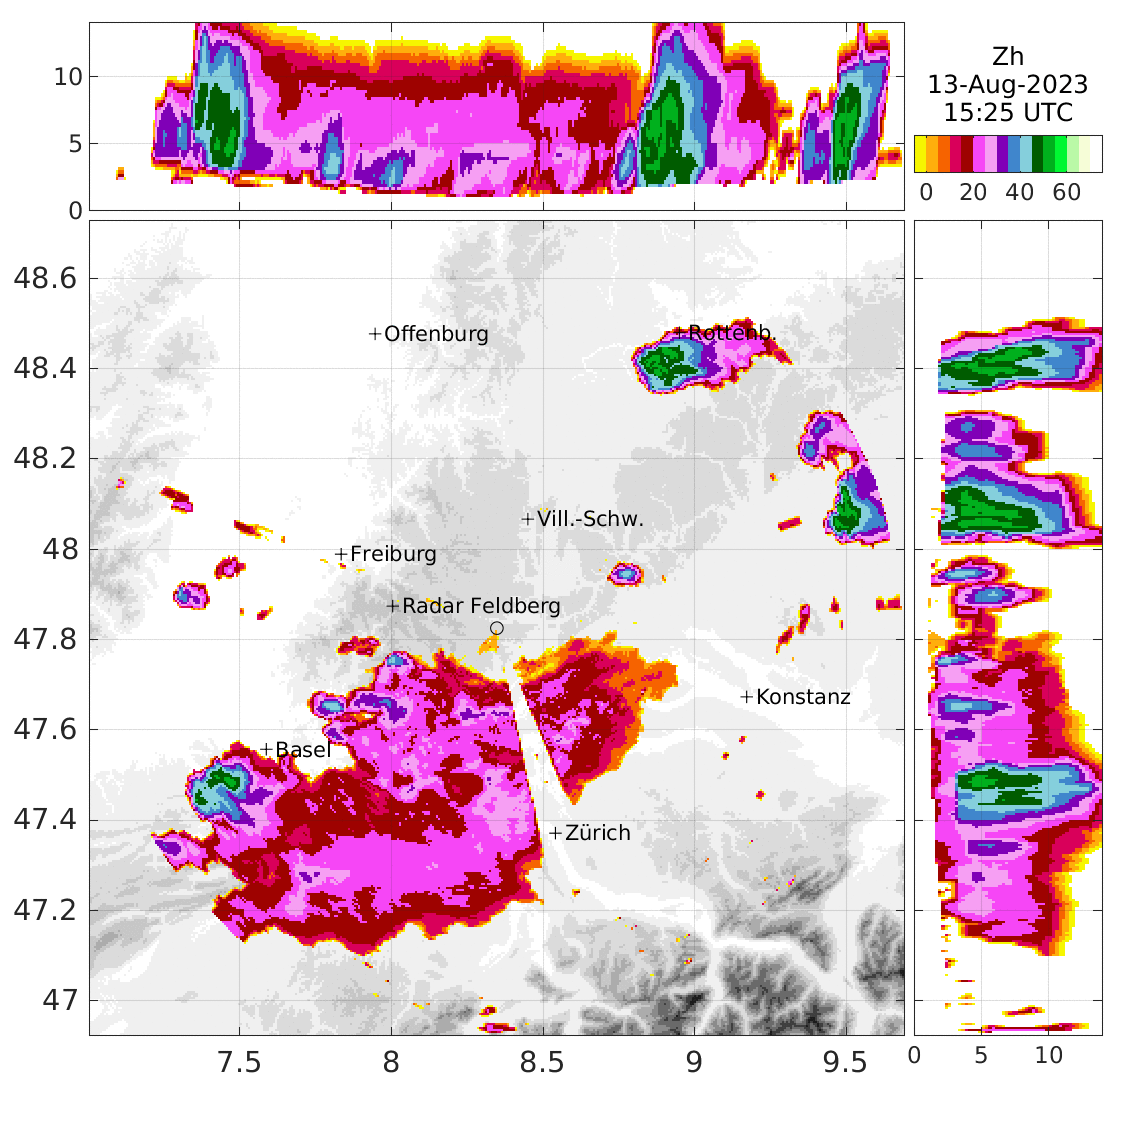 10
5
0
Zh
13-Aug-2023
15:25 UTC
0 20 40 60
48.6
48.4
48.2
48
47.8
47.6
47.4
47.2
47
Offenburg
Rottenb.
Vill.-Schw.
Freiburg
Radar Feldberg
Konstanz
Basel
Zürich
7.5 8 8.5 9 9.5
0 5 10